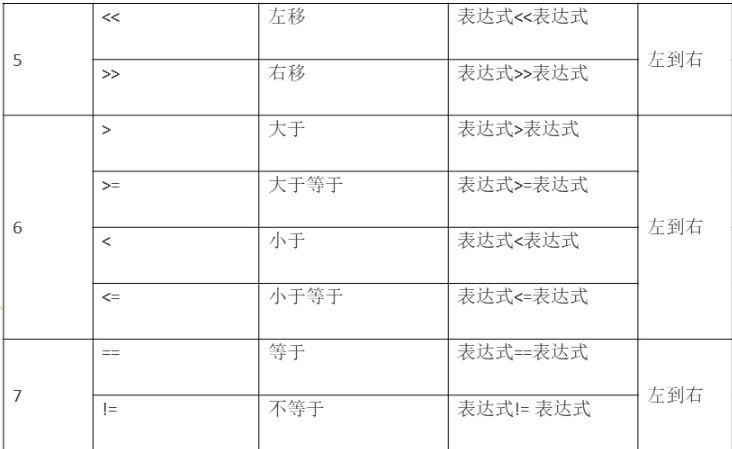 5
<< 左移 表达式<<表达式 左到右
>> 右移 表达式>>表达式
6
> 大于 表达式>表达式 左到右
>= 大于等于 表达式>=表达式
< 小于 表达式<表达式
<= 小于等于 表达式<=表达式
7
== 等于 表达式==表达式 左到右
!= 不等于 表达式!= 表达式